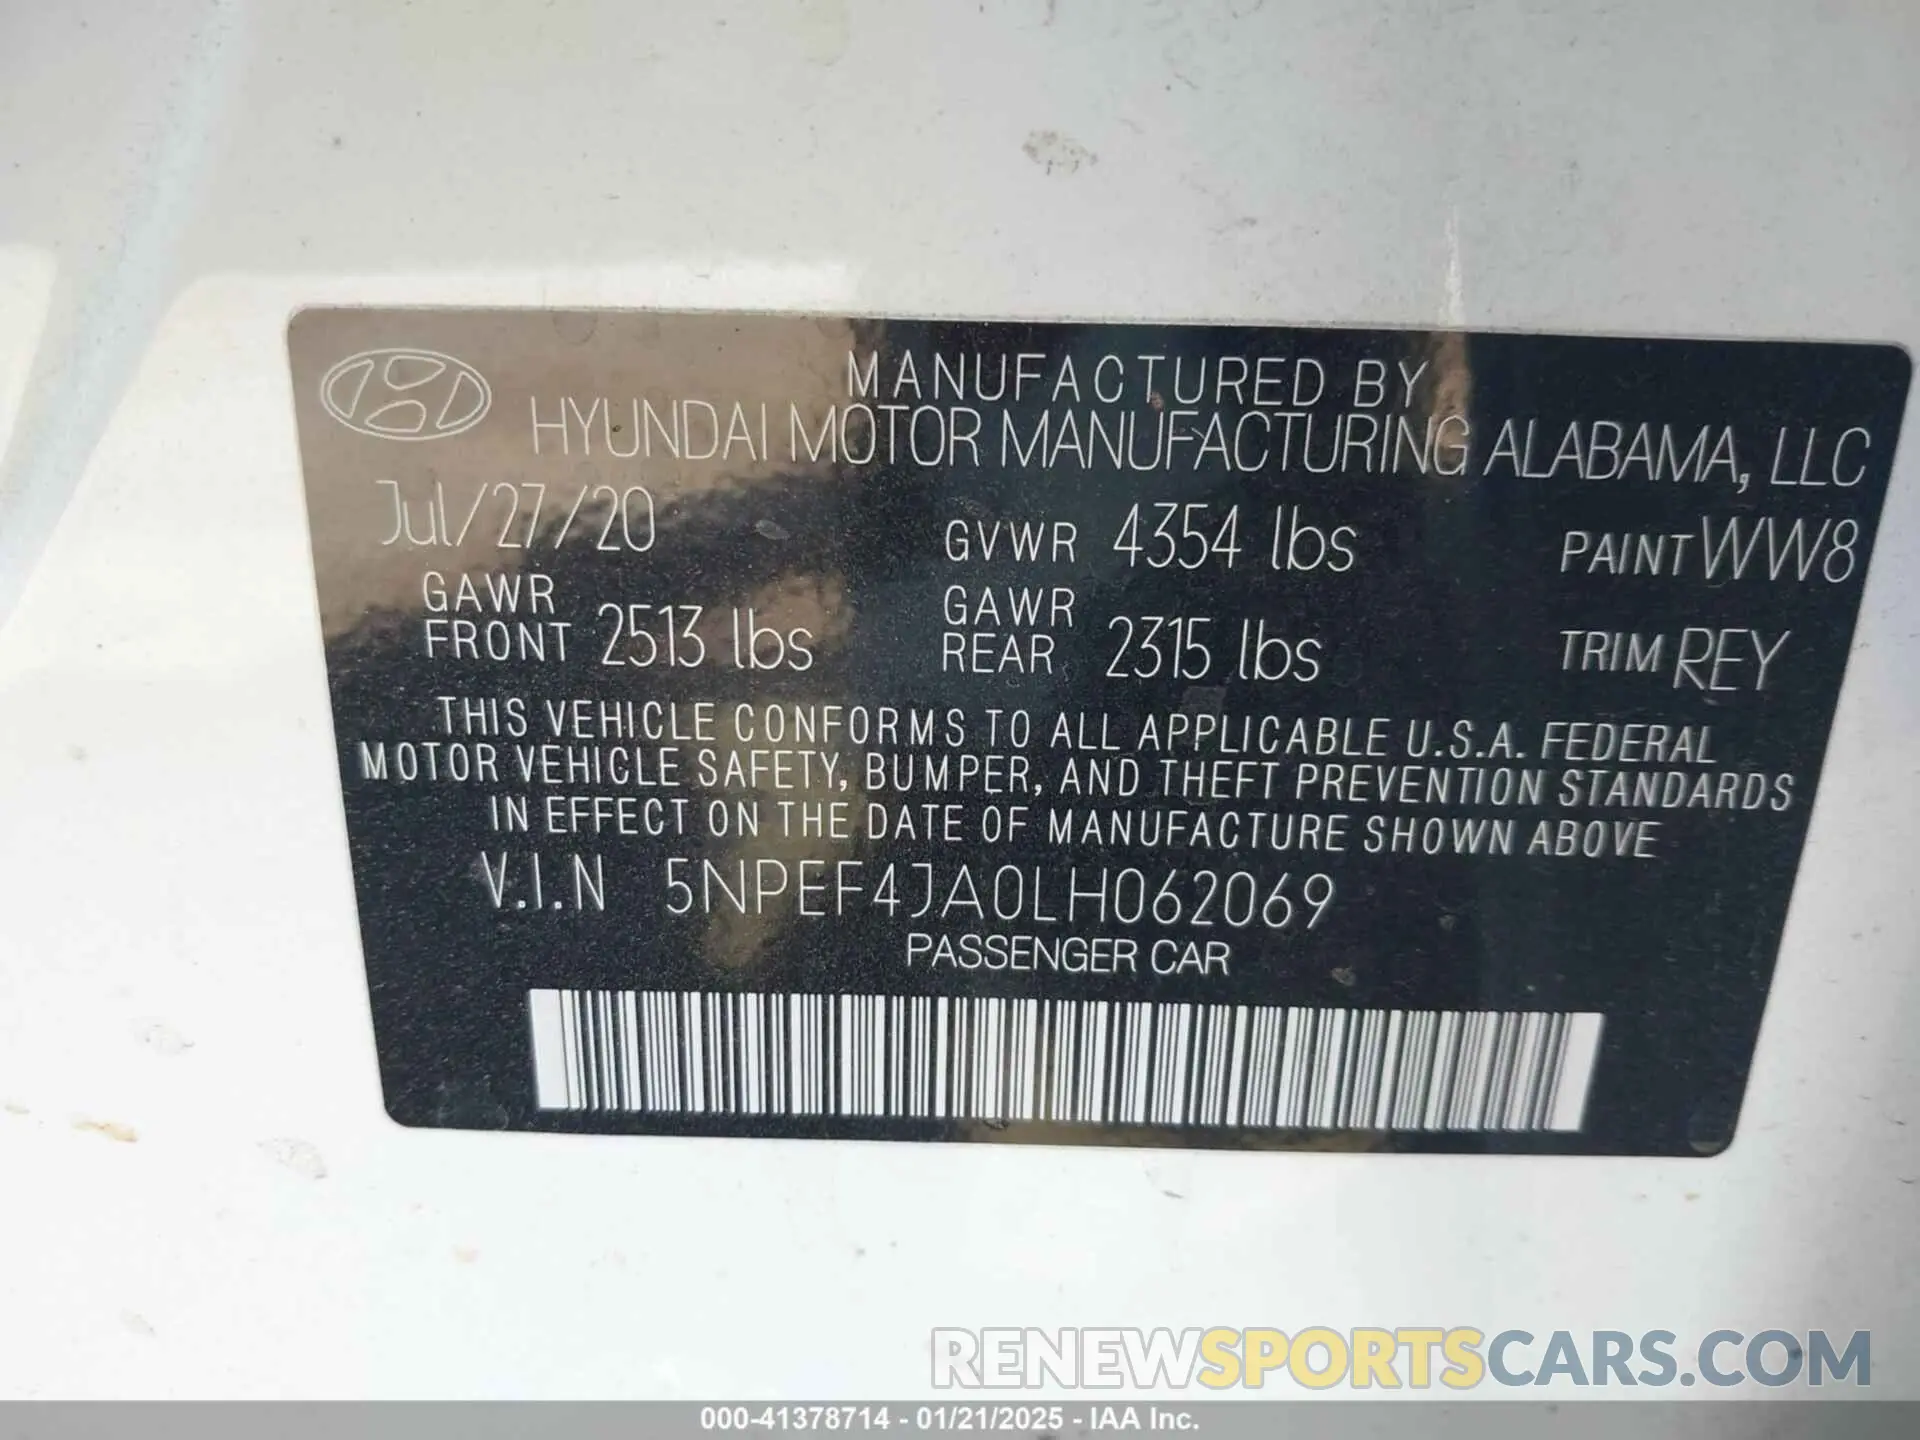 MANUFACTURED BY
HYUNDAI MOTOR MANUFACTURING ALABAMA, LLC
Jul/27/20 GVWR 4354 lbs PAINT WW8
GAWR FRONT 2513 lbs GAWR REAR 2315 lbs TRIM REY
THIS VEHICLE CONFORMS TO ALL APPLICABLE U.S.A. FEDERAL
MOTOR VEHICLE SAFETY, BUMPER, AND THEFT PREVENTION STANDARDS
IN EFFECT ON THE DATE OF MANUFACTURE SHOWN ABOVE
V.I.N 5NPEF4JA0LH062069
PASSENGER CAR
RENEWSPORTSCARS.COM
000-41378714 - 01/21/2025 - IAA Inc.